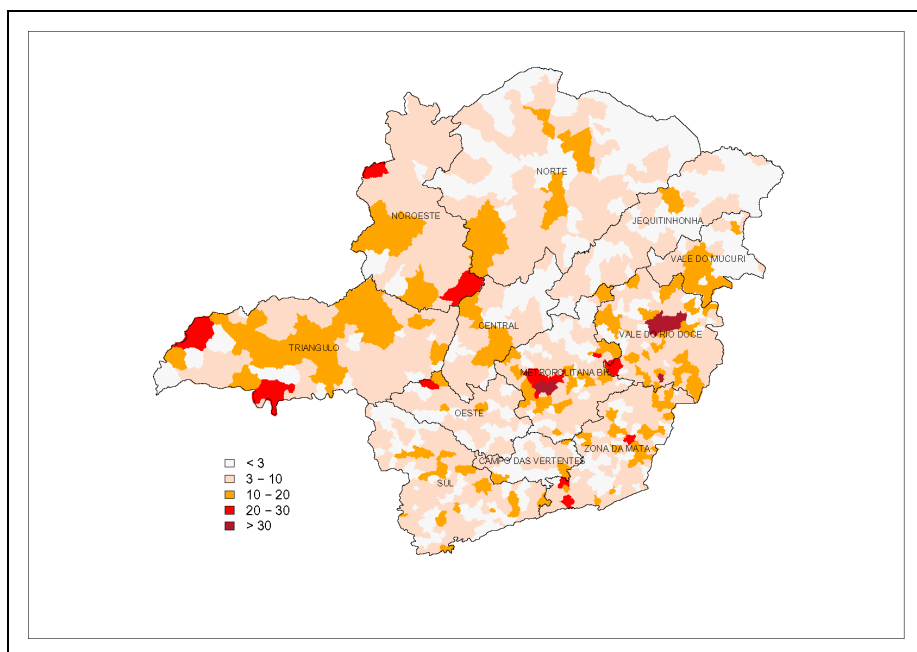 NORTE
NOROESTE
JEQUITINHONHA
VALE DO MUCURI
CENTRAL
VALE DO RIO DOCE
TRIANGULO
METROPOLITANA BH
OESTE
ZONA DA MATA
CAMPO DAS VERTENTES
SUL
< 3
3 – 10
10 – 20
20 – 30
> 30